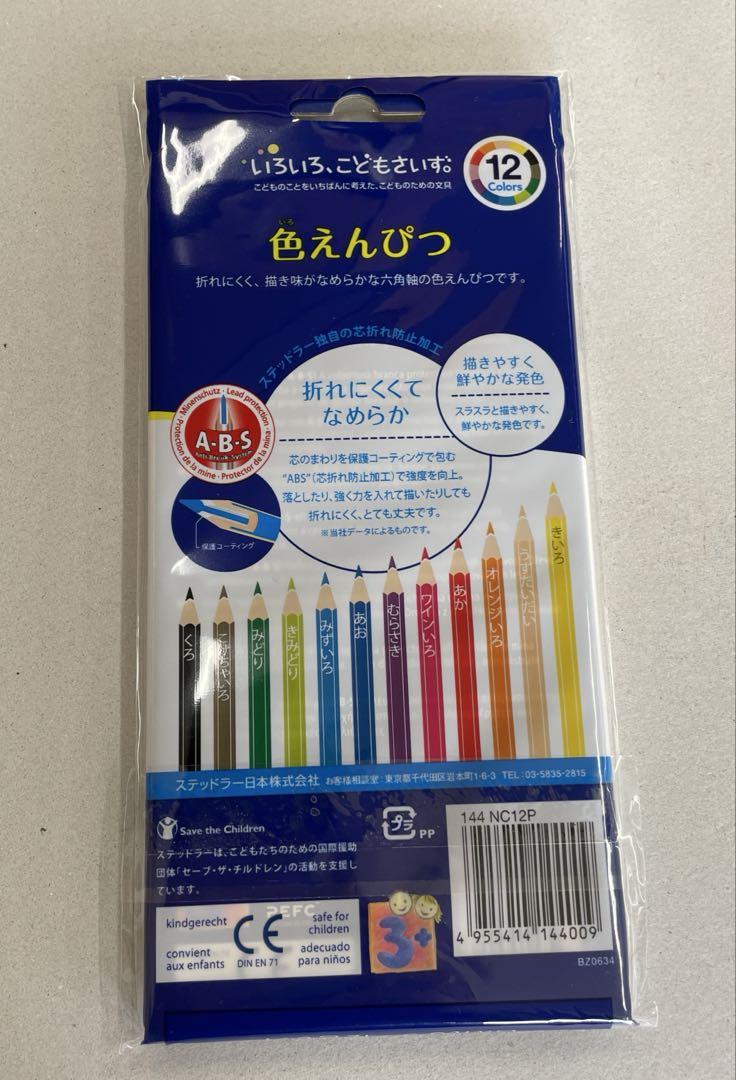 いろいろ、こどもさいず。
こどものことをいちばんに考えた、こどものための文具
12
Colors
いろ
色えんぴつ
折れにくく、描き味がなめらかな六角軸の色えんぴつです。
ステッドラー独自の芯折れ防止加工
折れにくくて
なめらか
芯のまわりを保護コーティングで包む
"ABS"(芯折れ防止加工)で強度を向上。
落としたり、強く力を入れて描いたりしても
折れにくく、とても丈夫です。
※当社データによるものです。
描きやすく
鮮やかな発色
スラスラと描きやすく、
鮮やかな発色です。
Minenschutz · Lead protection · Protector de la mina · Protection de la mine ·
A-B-S
Anti-Break-System
保護コーティング
くろ
こげちゃいろ
みどり
きみどり
みずいろ
あお
むらさき
ワインいろ
あか
オレンジいろ
うすだいだい
きいろ
ステッドラー日本株式会社 お客様相談室:東京都千代田区岩本町1-6-3 TEL:03-5835-2815
Save the Children
ステッドラーは、こどもたちのための国際援助
団体「セーブ・ザ・チルドレン」の活動を支援し
ています。
プラ
PP
144 NC12P
4 955414 144009
BZ0634
PEFC
kindgerecht
safe for
children
CE
DIN EN 71
convient
aux enfants
adecuado
para niños
3+